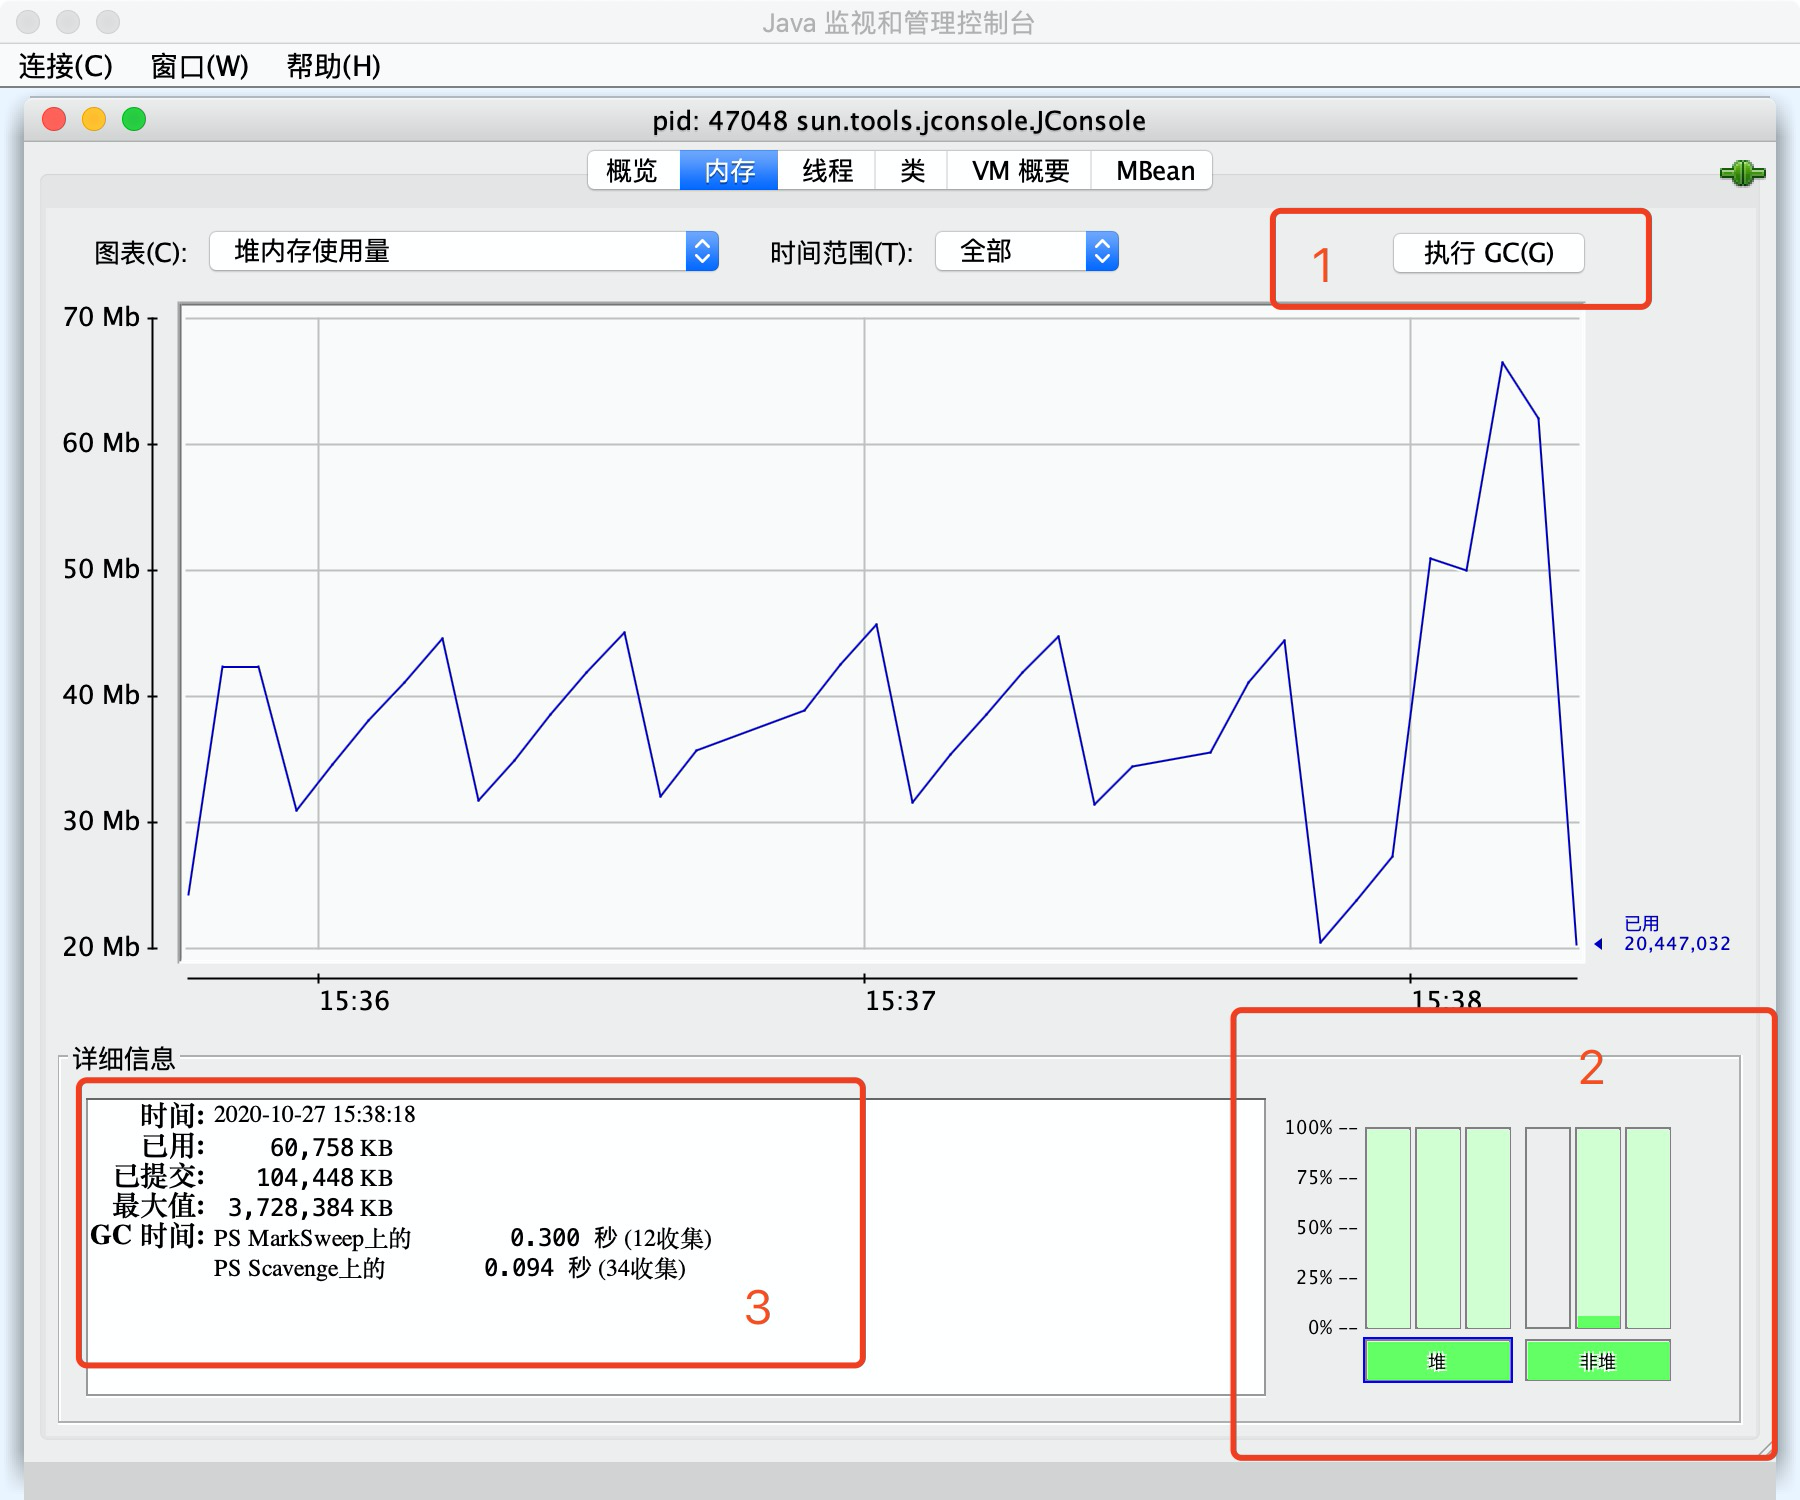 Java 监视和管理控制台
连接(C) 窗口(W) 帮助(H)
pid: 47048 sun.tools.jconsole.JConsole
概览 内存 线程 类 VM 概要 MBean
图表(C): 堆内存使用量 时间范围(T): 全部 1 执行 GC(G)
70 Mb
60 Mb
50 Mb
40 Mb
30 Mb
20 Mb
已用
20,447,032
15:36 15:37 15:38
详细信息
时间: 2020-10-27 15:38:18
已用: 60,758 KB
已提交: 104,448 KB
最大值: 3,728,384 KB
GC 时间: PS MarkSweep上的 0.300 秒 (12收集)
PS Scavenge上的 0.094 秒 (34收集)
3
2
100% --
75% --
50% --
25% --
0% --
堆 非堆